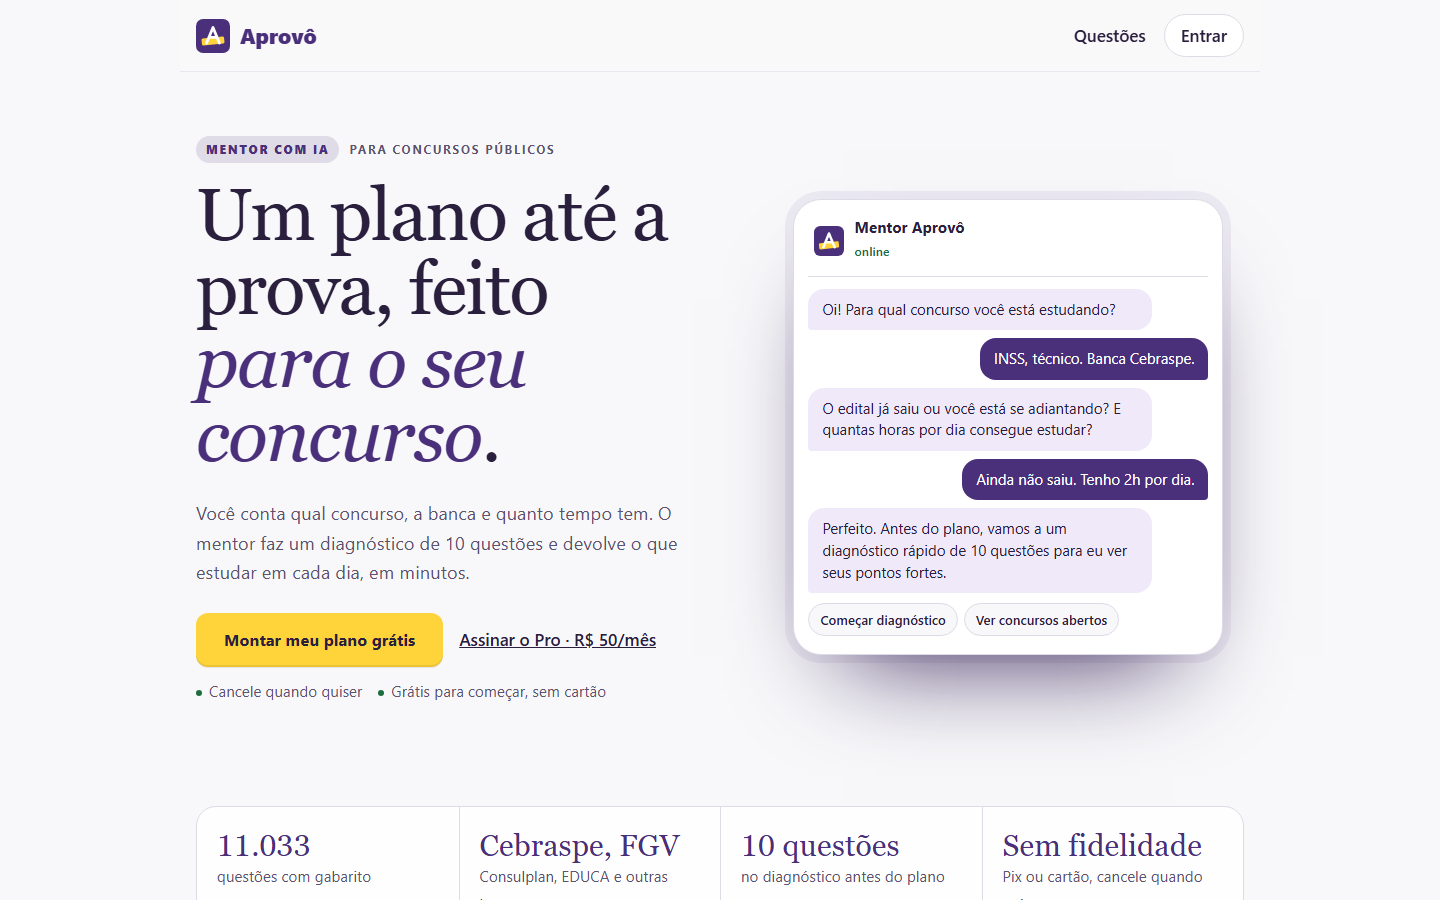 Aprovô
Questões
Entrar
MENTOR COM IA PARA CONCURSOS PÚBLICOS
Um plano até a
prova, feito
para o seu
concurso.
Você conta qual concurso, a banca e quanto tempo tem. O
mentor faz um diagnóstico de 10 questões e devolve o que
estudar em cada dia, em minutos.
Montar meu plano grátis
Assinar o Pro · R$ 50/mês
Cancele quando quiser
Grátis para começar, sem cartão
Mentor Aprovô
online
Oi! Para qual concurso você está estudando?
INSS, técnico. Banca Cebraspe.
O edital já saiu ou você está se adiantando? E
quantas horas por dia consegue estudar?
Ainda não saiu. Tenho 2h por dia.
Perfeito. Antes do plano, vamos a um
diagnóstico rápido de 10 questões para eu ver
seus pontos fortes.
Começar diagnóstico
Ver concursos abertos
11.033
questões com gabarito
Cebraspe, FGV
Consulplan, EDUCA e outras
10 questões
no diagnóstico antes do plano
Sem fidelidade
Pix ou cartão, cancele quando